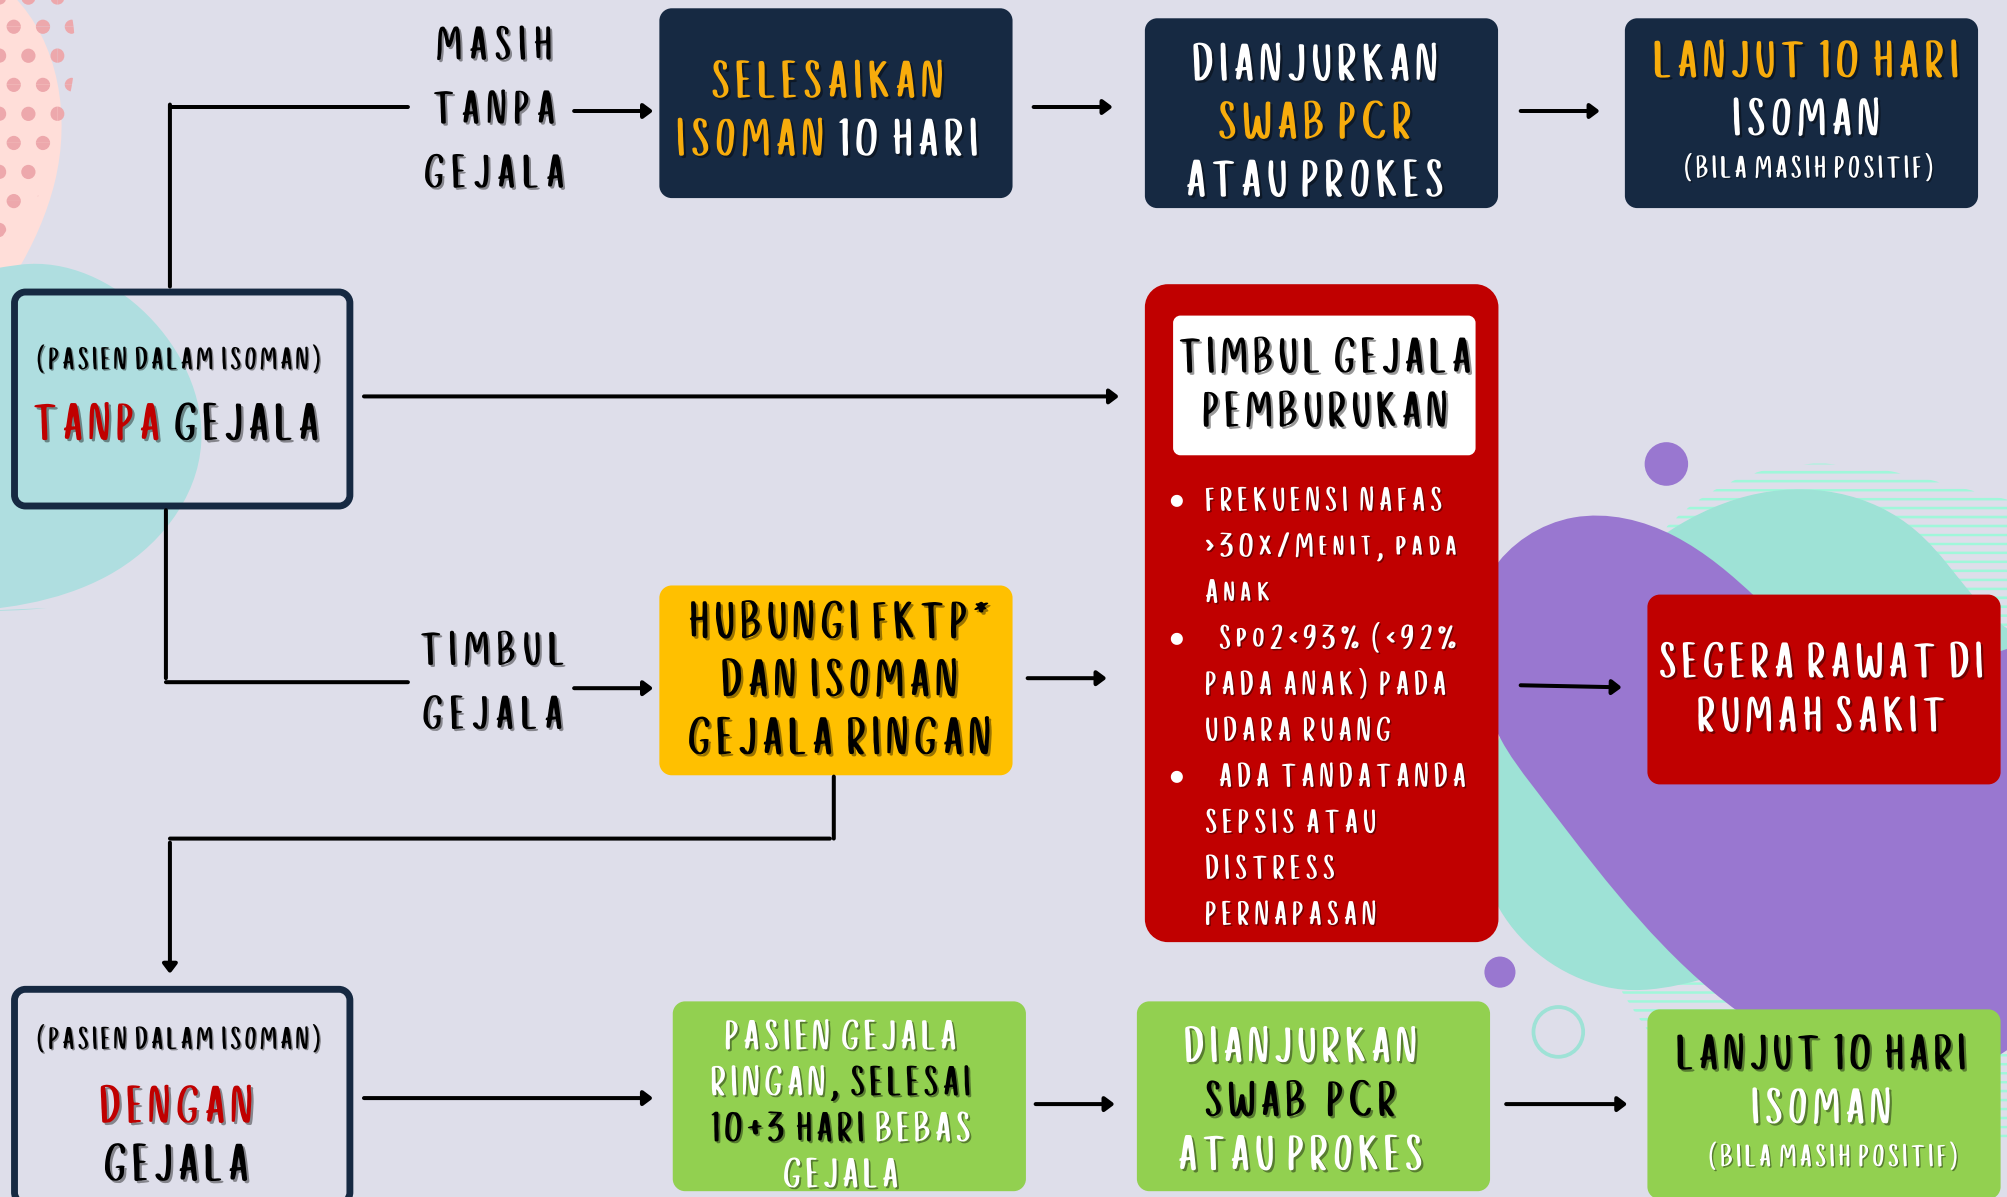 MASIH
TANPA
GEJALA
SELESAIKAN
ISOMAN 10 HARI
DIANJURKAN
SWAB PCR
ATAU PROKES
LANJUT 10 HARI
ISOMAN
(BILA MASIH POSITIF)
(PASIEN DALAM ISOMAN)
TANPA GEJALA
TIMBUL GEJALA
PEMBURUKAN
• FREKUENSI NAFAS
>30X/MENIT, PADA
ANAK
• SPO2<93% (<92%
PADA ANAK) PADA
UDARA RUANG
• ADA TANDATANDA
SEPSIS ATAU
DISTRESS
PERNAPASAN
TIMBUL
GEJALA
HUBUNGI FKTP*
DAN ISOMAN
GEJALA RINGAN
SEGERA RAWAT DI
RUMAH SAKIT
(PASIEN DALAM ISOMAN)
DENGAN
GEJALA
PASIEN GEJALA
RINGAN, SELESAI
10+3 HARI BEBAS
GEJALA
DIANJURKAN
SWAB PCR
ATAU PROKES
LANJUT 10 HARI
ISOMAN
(BILA MASIH POSITIF)